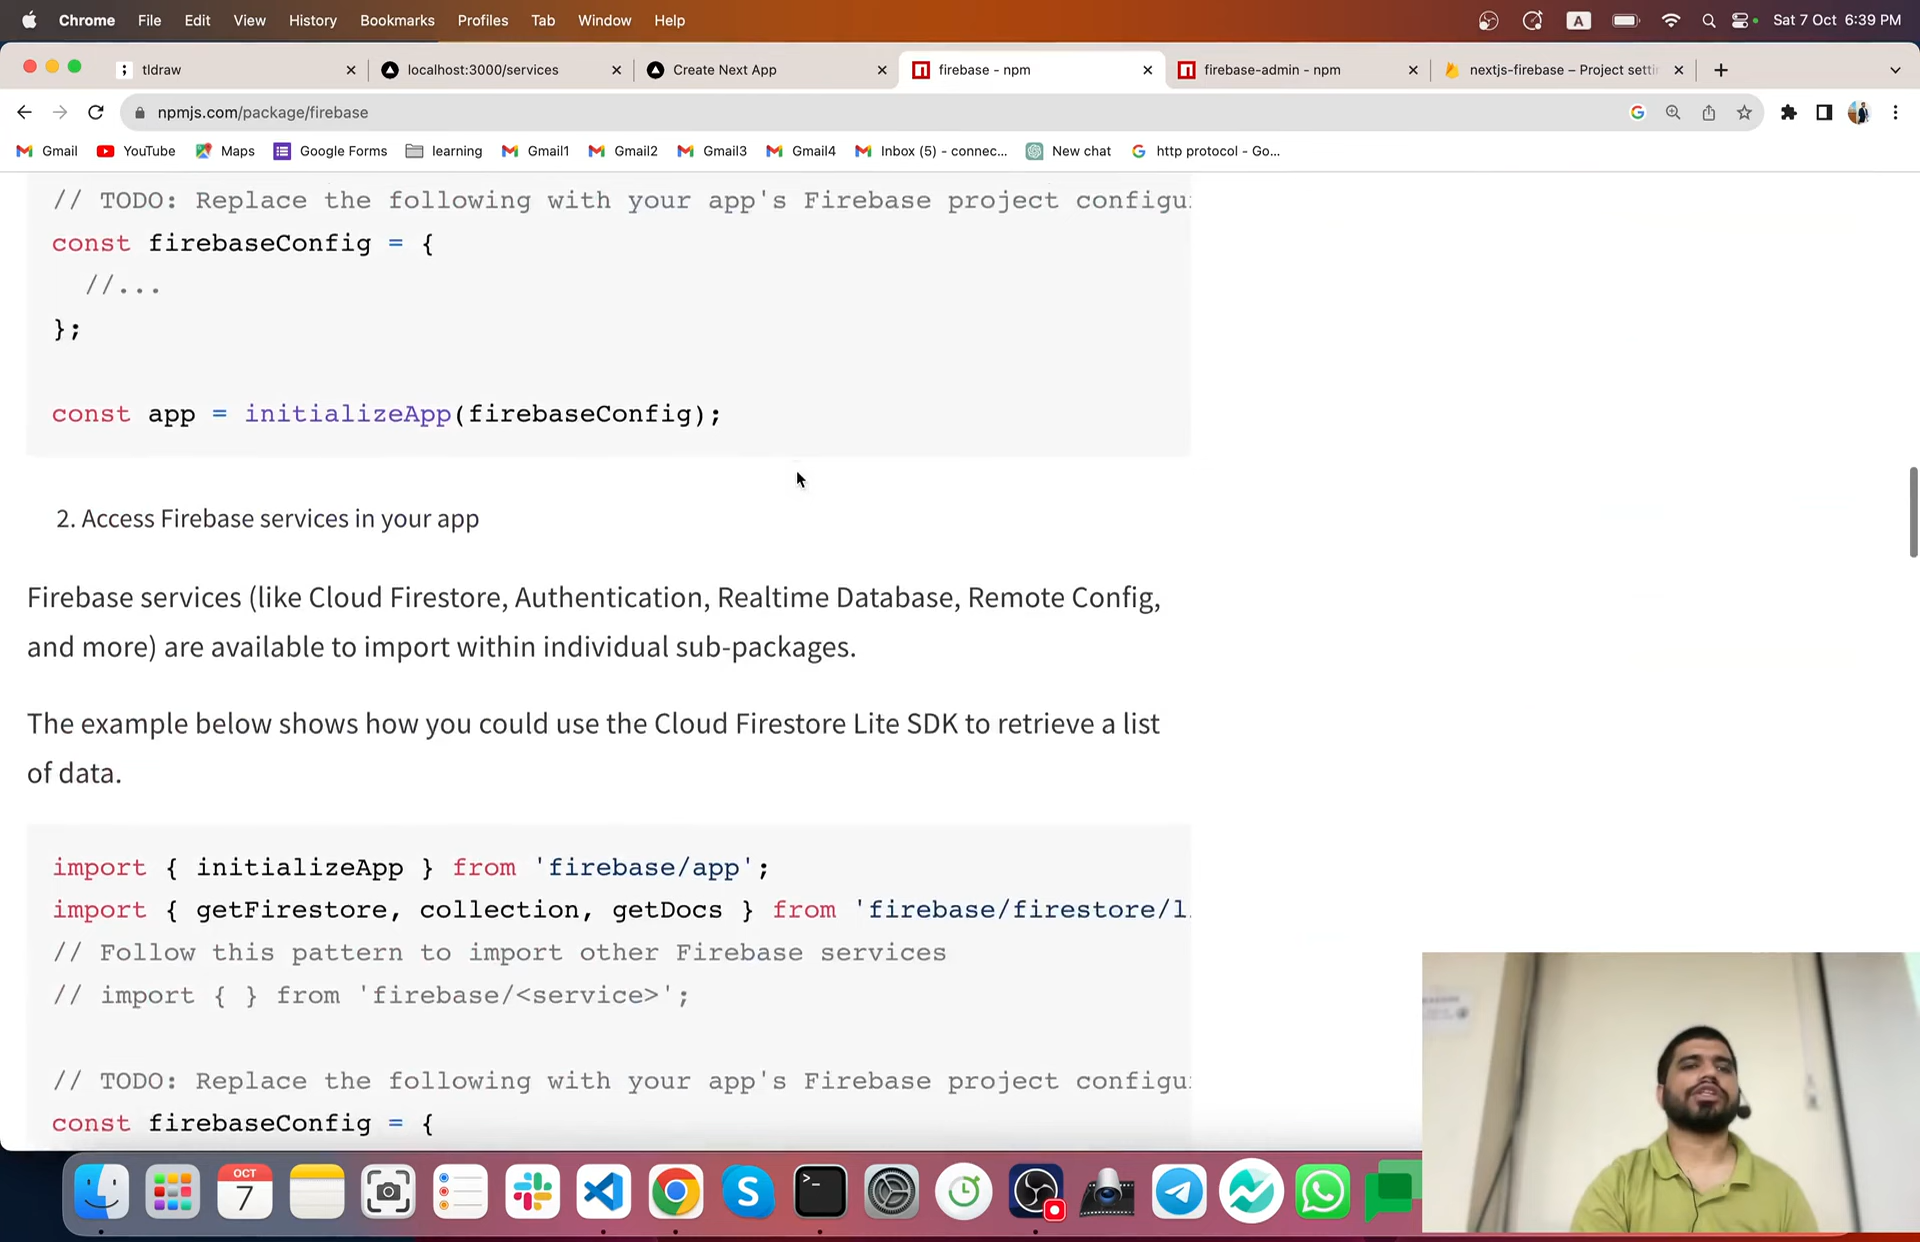 Chrome File Edit View History Bookmarks Profiles Tab Window Help A Sat 7 Oct 6:39 PM
tldraw localhost:3000/services Create Next App firebase - npm firebase-admin - npm nextjs-firebase – Project setti
npmjs.com/package/firebase
Gmail YouTube Maps Google Forms learning Gmail1 Gmail2 Gmail3 Gmail4 Inbox (5) - connec... New chat http protocol - Go...
// TODO: Replace the following with your app's Firebase project configu
const firebaseConfig = {
//...
};
const app = initializeApp(firebaseConfig);
2. Access Firebase services in your app
Firebase services (like Cloud Firestore, Authentication, Realtime Database, Remote Config,
and more) are available to import within individual sub-packages.
The example below shows how you could use the Cloud Firestore Lite SDK to retrieve a list
of data.
import { initializeApp } from 'firebase/app';
import { getFirestore, collection, getDocs } from 'firebase/firestore/l
// Follow this pattern to import other Firebase services
// import { } from 'firebase/<service>';
// TODO: Replace the following with your app's Firebase project configu
const firebaseConfig = {
OCT
7